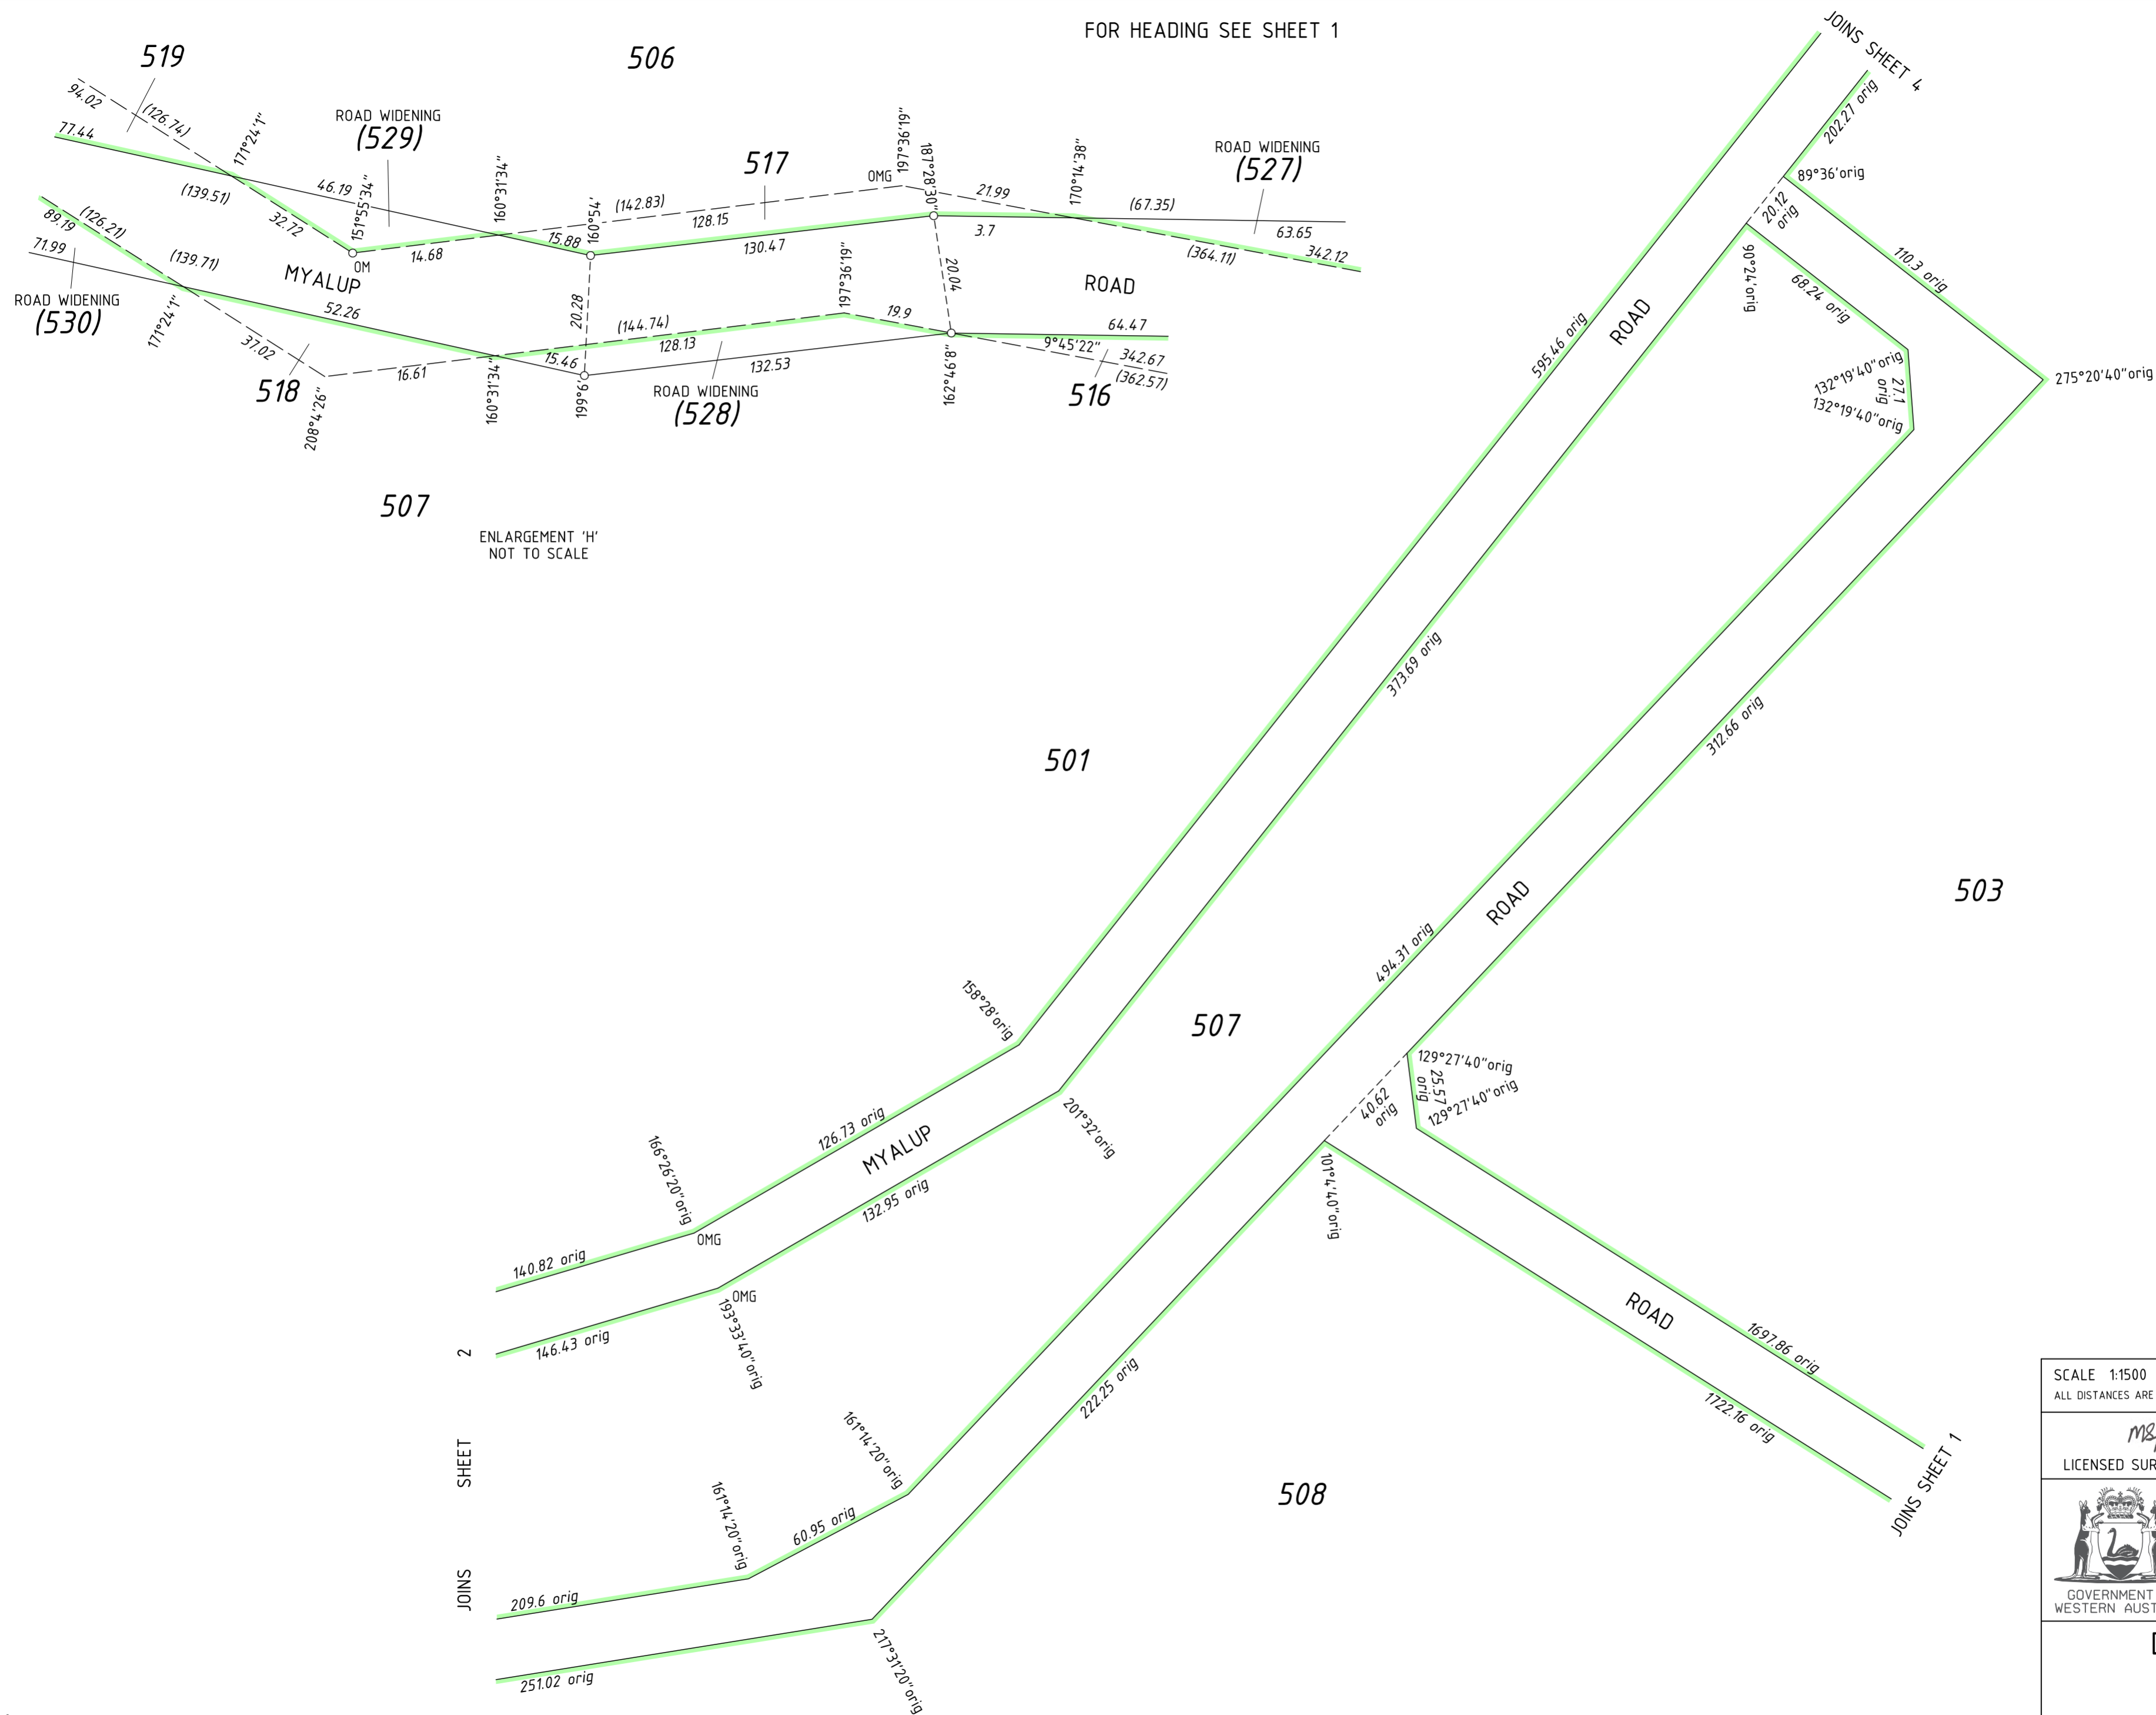 FOR HEADING SEE SHEET 1
JOINS SHEET 4
519
506
94.02
(126.74)
77.44
171°24'1"
ROAD WIDENING
(529)
(139.51)
46.19
32.72
151°55'34"
OM
14.68
160°31'34"
15.88
160°54'
(142.83)
517
128.15
130.47
OMG
197°36'19"
187°28'30"
21.99
170°14'38"
(67.35)
3.7
ROAD WIDENING
(527)
63.65
(364.11)
342.12
89.19
(126.21)
71.99
(139.71)
MYALUP
ROAD
ROAD WIDENING
(530)
171°24'1"
52.26
37.02
518
208°4'26"
16.61
160°31'34"
15.46
20.28
199°6'
(144.74)
128.13
197°36'19"
19.9
20.04
132.53
ROAD WIDENING
(528)
162°46'8"
64.47
9°45'22"
342.67
(362.57)
516
507
ENLARGEMENT 'H'
NOT TO SCALE
202.27 orig
89°36'orig
20.12
orig
90°24'orig
110.3 orig
68.24 orig
132°19'40"orig
27.1
orig
132°19'40"orig
275°20'40"orig
595.46 orig
ROAD
373.69 orig
312.66 orig
501
503
ROAD
494.31 orig
158°28'orig
507
129°27'40"orig
25.57
orig
129°27'40"orig
40.62
orig
101°4'40"orig
201°32'orig
126.73 orig
MYALUP
132.95 orig
166°26'20"orig
OMG
140.82 orig
OMG
193°33'40"orig
146.43 orig
ROAD
1697.86 orig
1722.16 orig
JOINS SHEET 1
222.25 orig
161°14'20"orig
161°14'20"orig
60.95 orig
508
209.6 orig
217°31'20"orig
251.02 orig
JOINS SHEET 2
SCALE 1:1500
ALL DISTANCES ARE
LICENSED SUR
GOVERNMENT
WESTERN AUST